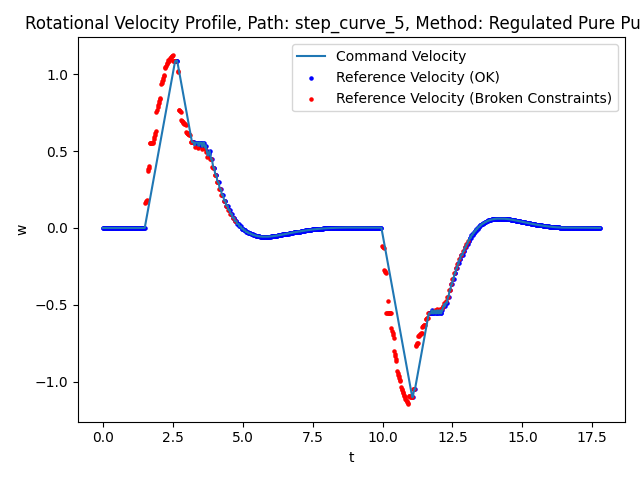 Rotational Velocity Profile, Path: step_curve_5, Method: Regulated Pure Pu
Command Velocity
Reference Velocity (OK)
Reference Velocity (Broken Constraints)
1.0
0.5
0.0
−0.5
−1.0
w
0.0 2.5 5.0 7.5 10.0 12.5 15.0 17.5
t